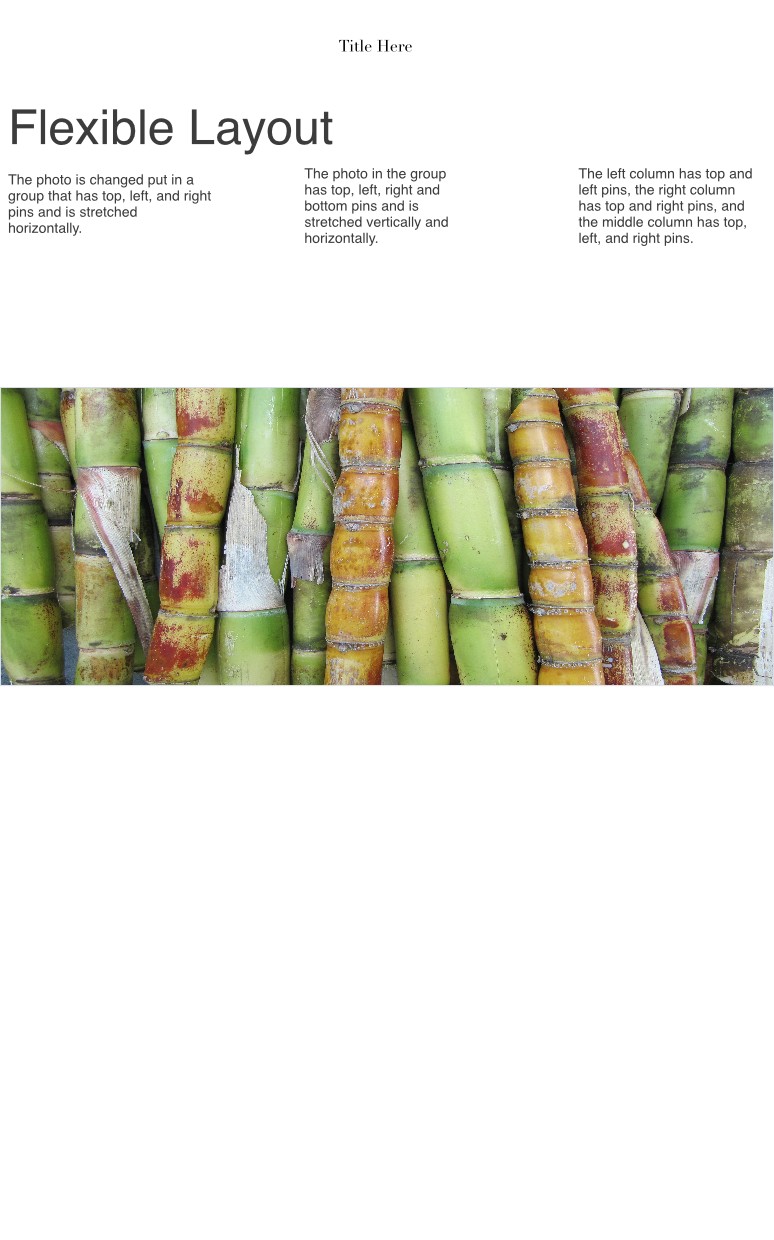 Title Here
Flexible Layout
The photo is changed put in a
group that has top, left, and right
pins and is stretched
horizontally.
The photo in the group
has top, left, right and
bottom pins and is
stretched vertically and
horizontally.
The left column has top and
left pins, the right column
has top and right pins, and
the middle column has top,
left, and right pins.